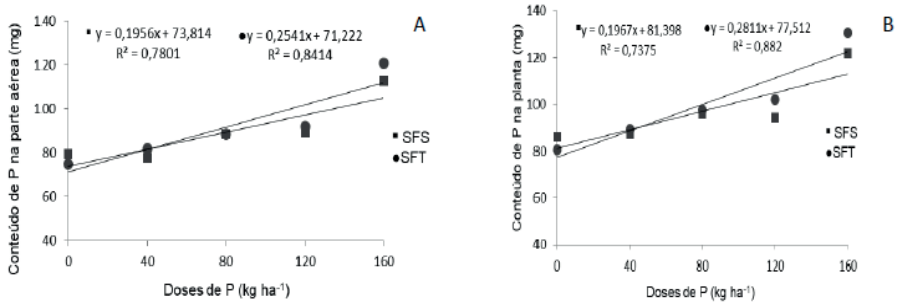 A
■ y = 0,1956x + 73,814
R² = 0,7801
● y = 0,2541x + 71,222
R² = 0,8414
Conteúdo de P na parte aérea (mg)
140
120
100
80
60
40
0 40 80 120 160
Doses de P (kg ha⁻¹)
■ SFS
● SFT
B
■ y = 0,1967x + 81,398
R² = 0,7375
● y = 0,2811x + 77,512
R² = 0,882
Conteúdo de P na planta (mg)
140
120
100
80
60
40
0 40 80 120 160
Doses de P (kg ha⁻¹)
■ SFS
● SFT